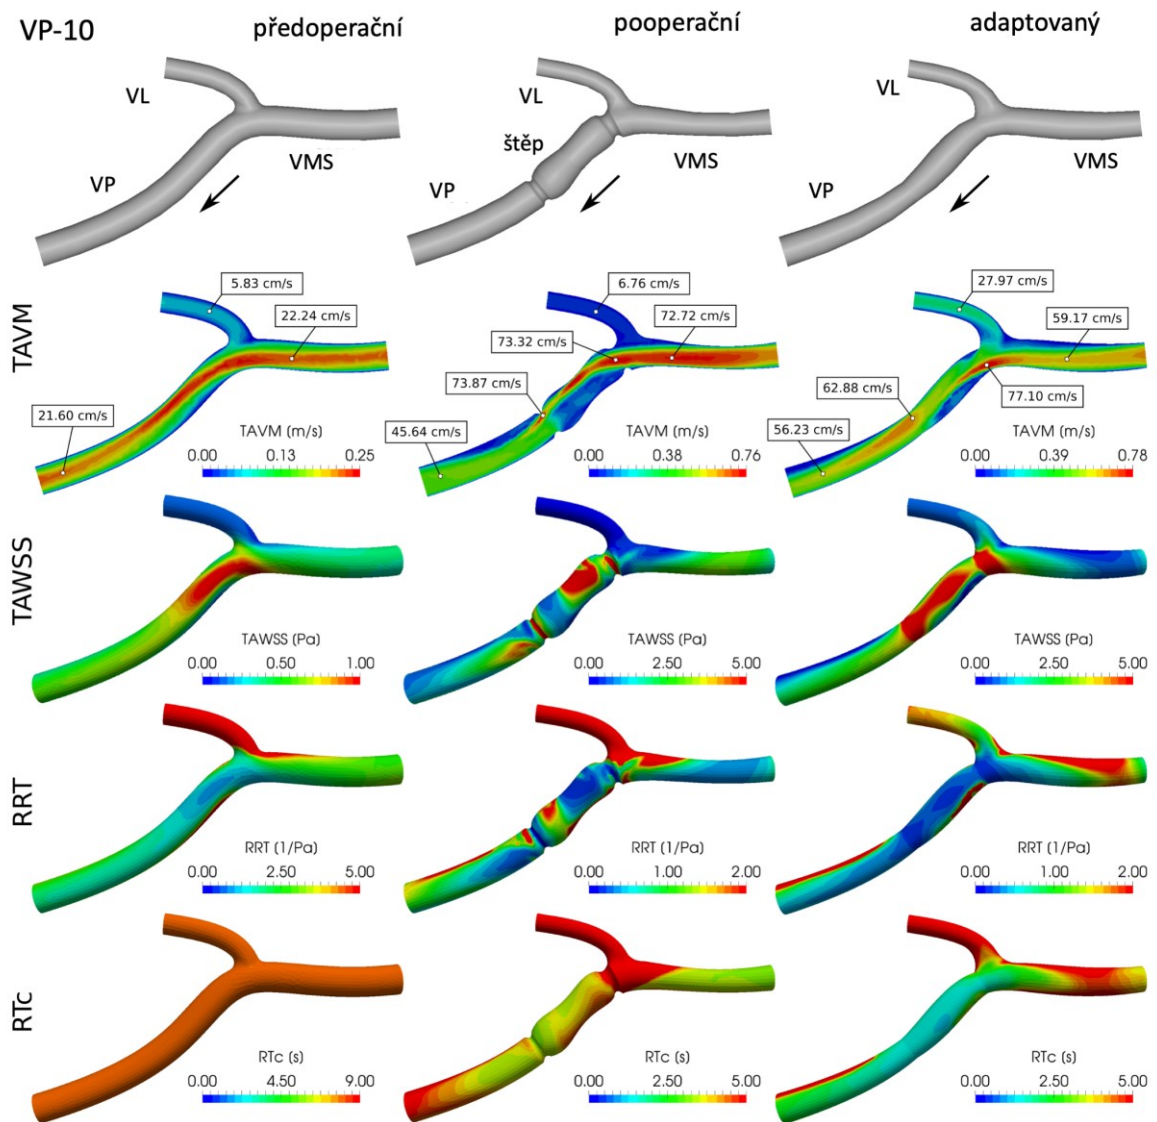 VP-10
předoperační
pooperační
adaptovaný
VL
VMS
VP
VL
štěp
VMS
VP
VL
VMS
VP
TAVM
5.83 cm/s
22.24 cm/s
21.60 cm/s
TAVM (m/s)
0.00 0.13 0.25
6.76 cm/s
72.72 cm/s
73.32 cm/s
73.87 cm/s
45.64 cm/s
TAVM (m/s)
0.00 0.38 0.76
27.97 cm/s
59.17 cm/s
62.88 cm/s
77.10 cm/s
56.23 cm/s
TAVM (m/s)
0.00 0.39 0.78
TAWSS
TAWSS (Pa)
0.00 0.50 1.00
TAWSS (Pa)
0.00 2.50 5.00
TAWSS (Pa)
0.00 2.50 5.00
RRT
RRT (1/Pa)
0.00 2.50 5.00
RRT (1/Pa)
0.00 1.00 2.00
RRT (1/Pa)
0.00 1.00 2.00
RTc
RTc (s)
0.00 4.50 9.00
RTc (s)
0.00 2.50 5.00
RTc (s)
0.00 2.50 5.00